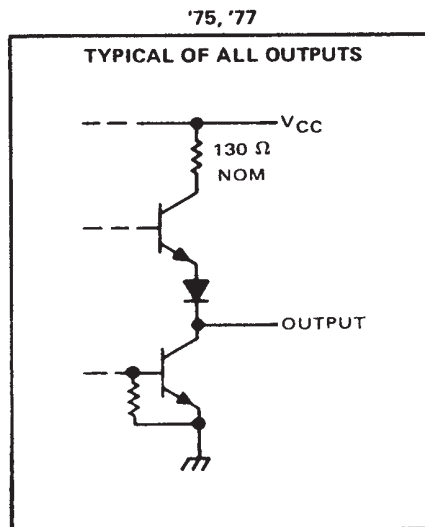 '75, '77
TYPICAL OF ALL OUTPUTS
VCC
130 Ω
NOM
OUTPUT